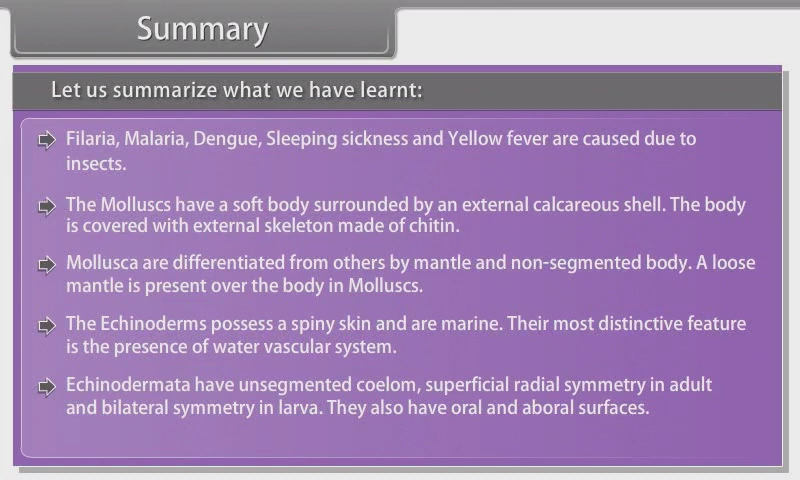 Summary
Let us summarize what we have learnt:
Filaria, Malaria, Dengue, Sleeping sickness and Yellow fever are caused due to
insects.
The Molluscs have a soft body surrounded by an external calcareous shell. The body
is covered with external skeleton made of chitin.
Mollusca are differentiated from others by mantle and non-segmented body. A loose
mantle is present over the body in Molluscs.
The Echinoderms possess a spiny skin and are marine. Their most distinctive feature
is the presence of water vascular system.
Echinodermata have unsegmented coelom, superficial radial symmetry in adult
and bilateral symmetry in larva. They also have oral and aboral surfaces.